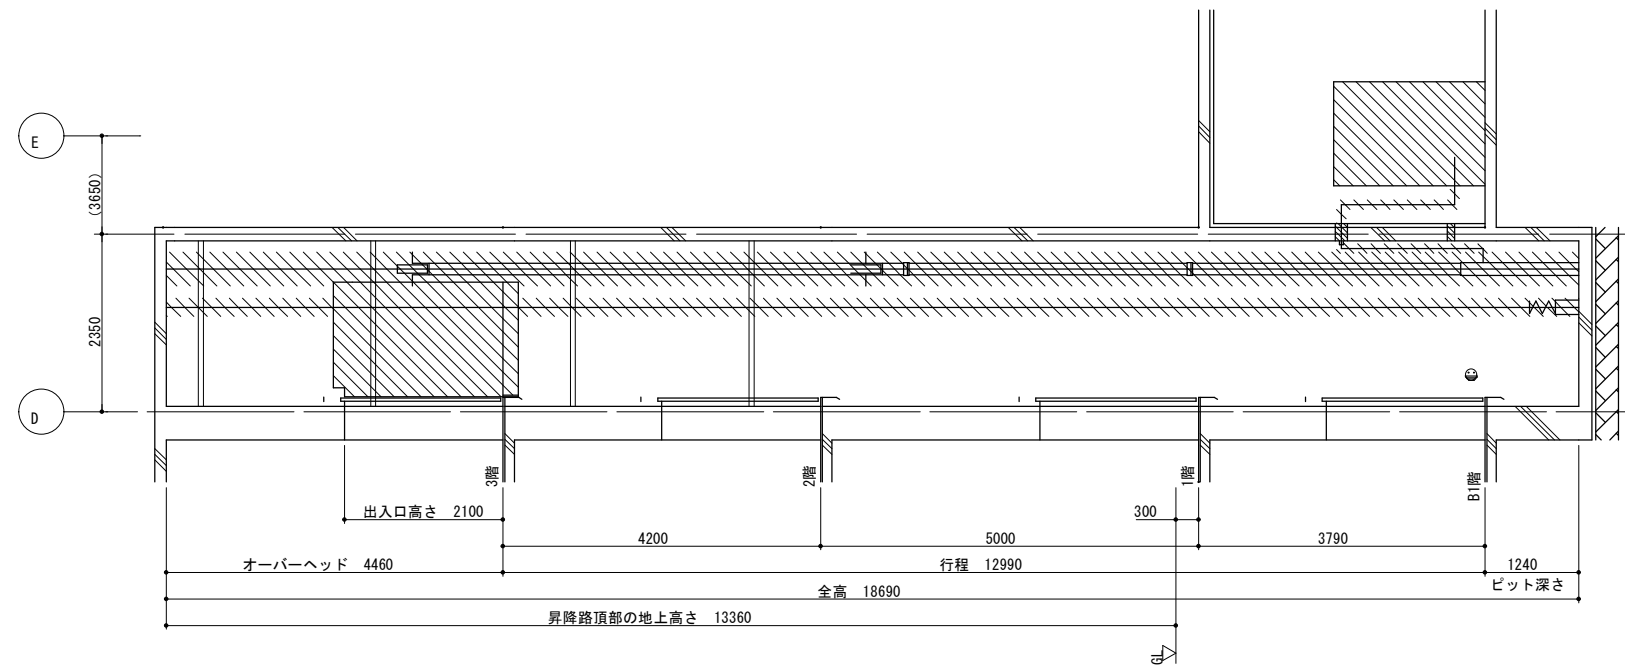 E
(3650)
2350
D
3階
2階
1階
B1階
出入口高さ 2100
300
4200
5000
3790
オーバーヘッド 4460
行程 12990
1240
ピット深さ
全高 18690
昇降路頂部の地上高さ 13360
GL